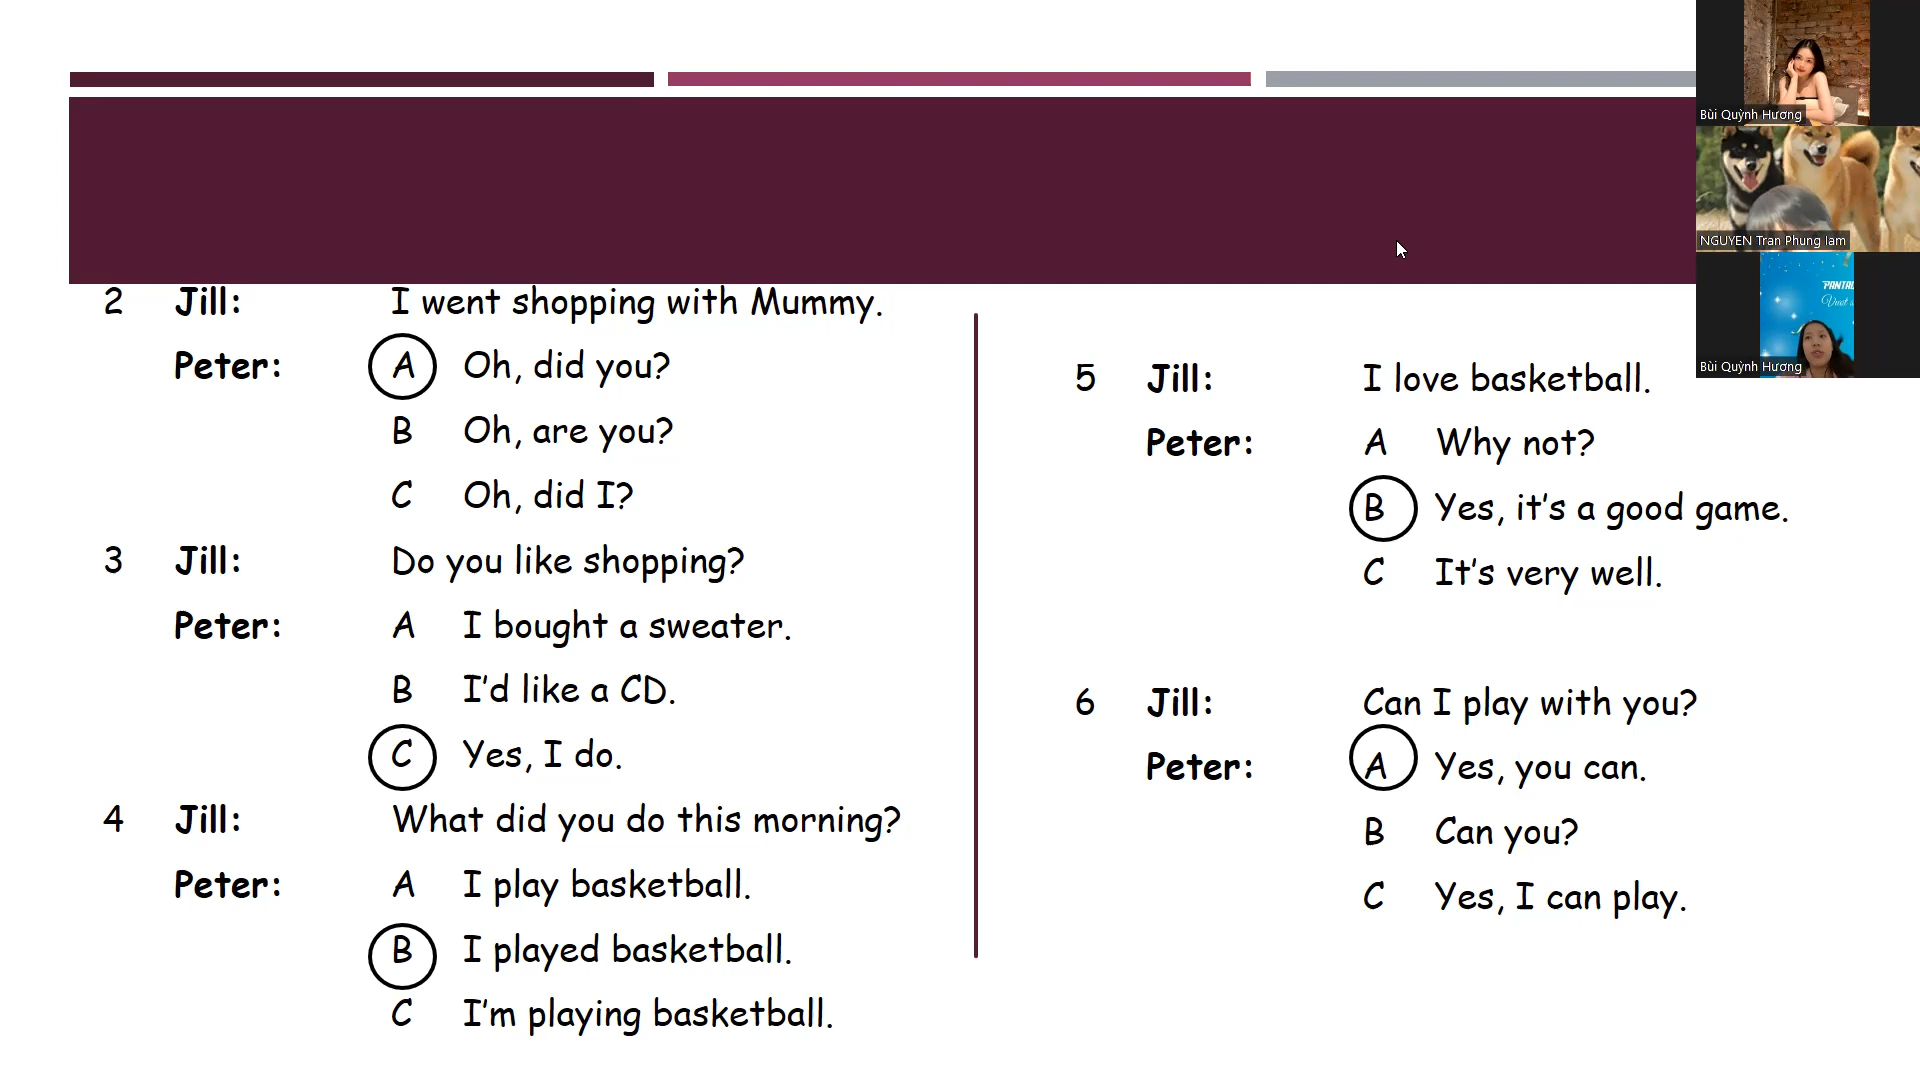 2 Jill: I went shopping with Mummy.
Peter: A Oh, did you?
B Oh, are you?
C Oh, did I?
3 Jill: Do you like shopping?
Peter: A I bought a sweater.
B I'd like a CD.
C Yes, I do.
4 Jill: What did you do this morning?
Peter: A I play basketball.
B I played basketball.
C I'm playing basketball.
5 Jill: I love basketball.
Peter: A Why not?
B Yes, it's a good game.
C It's very well.
6 Jill: Can I play with you?
Peter: A Yes, you can.
B Can you?
C Yes, I can play.
Bùi Quỳnh Hương
NGUYEN Tran Phung lam
Bùi Quỳnh Hương